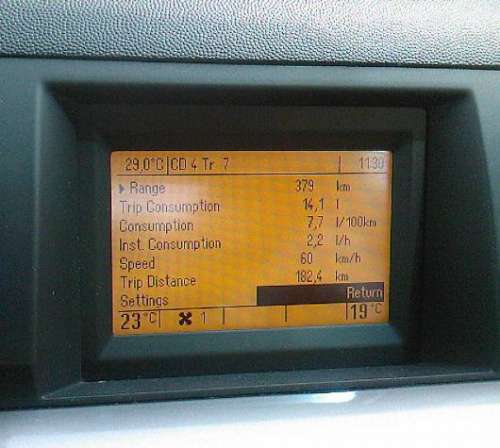 29,0°C CD 4 Tr 7 11:30
Range 379 km
Trip Consumption 14,1 l
Consumption 7,7 l/100km
Inst. Consumption 2,2 l/h
Speed 60 km/h
Trip Distance 182,4 km
Settings Return
23°C 1 19°C